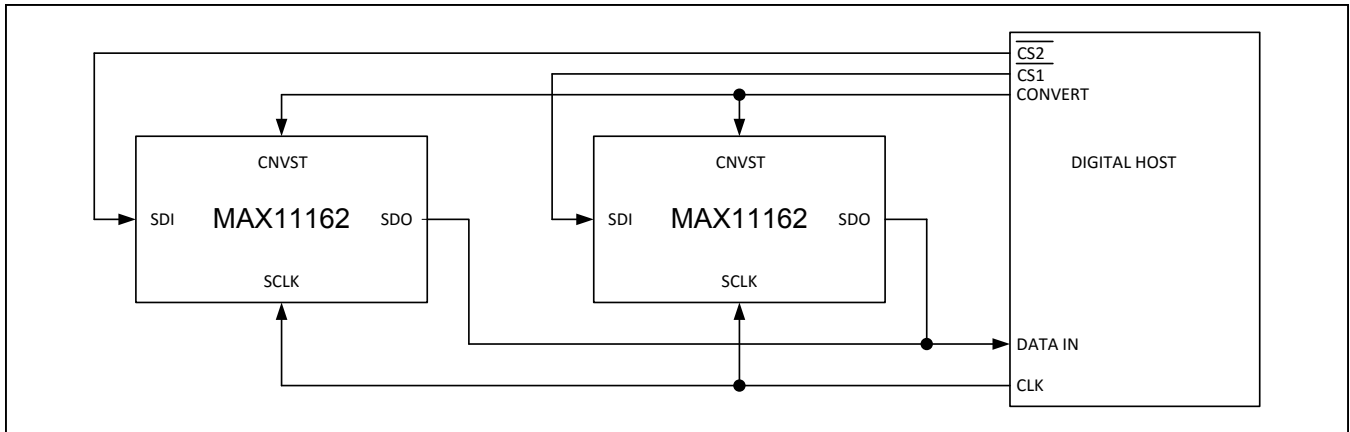 CS2
CS1
CONVERT
CNVST
CNVST
DIGITAL HOST
SDI MAX11162 SDO
SDI MAX11162 SDO
SCLK
SCLK
DATA IN
CLK